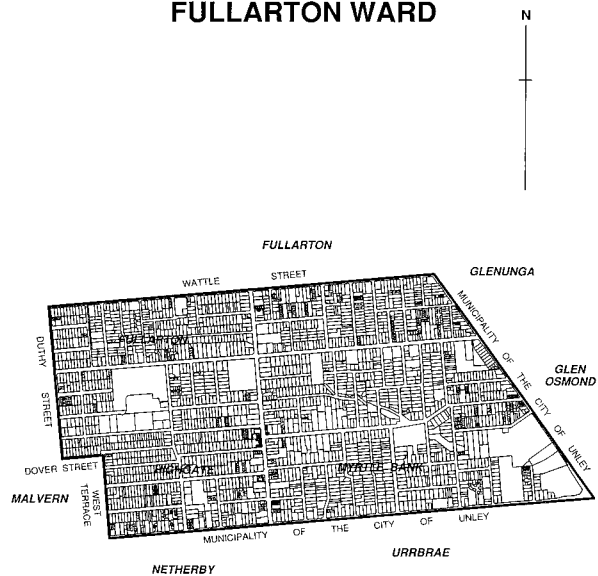 FULLARTON WARD
N
FULLARTON
GLENUNGA
WATTLE STREET
MUNICIPALITY OF THE CITY OF UNLEY
DUTHY STREET
FULLARTON
GLEN
OSMOND
DOVER STREET
HIGHGATE
MYRTLE BANK
MALVERN
WEST
TERRACE
MUNICIPALITY OF THE CITY OF UNLEY
URRBRAE
NETHERBY